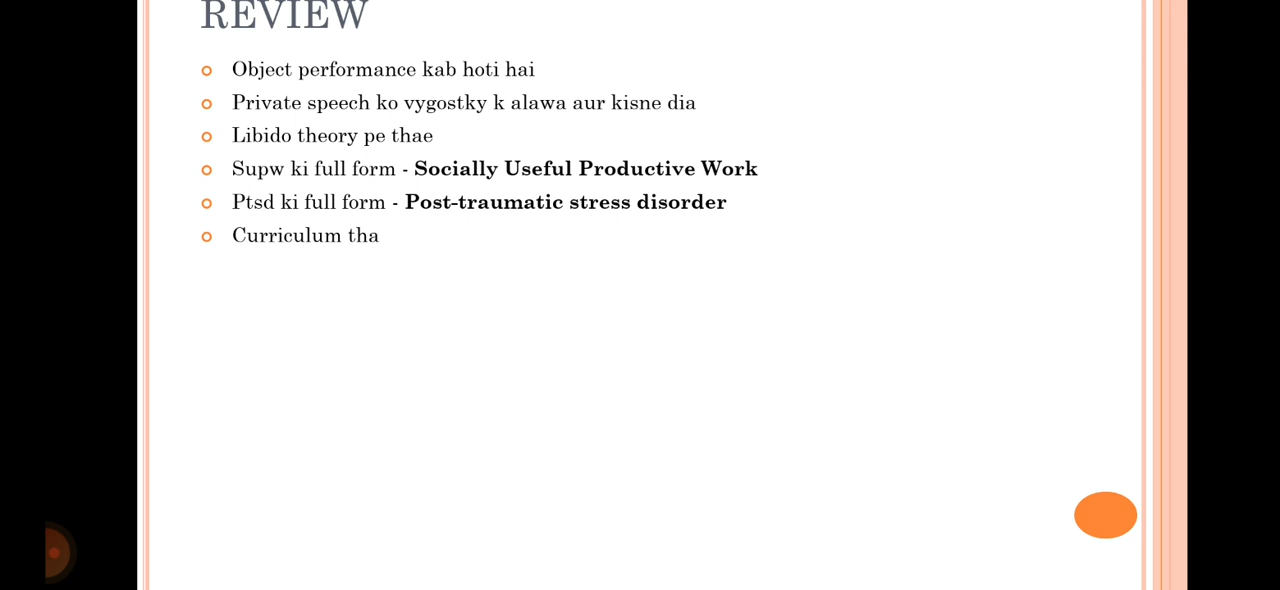 REVIEW
Object performance kab hoti hai
Private speech ko vygostky k alawa aur kisne dia
Libido theory pe thae
Supw ki full form - Socially Useful Productive Work
Ptsd ki full form - Post-traumatic stress disorder
Curriculum tha